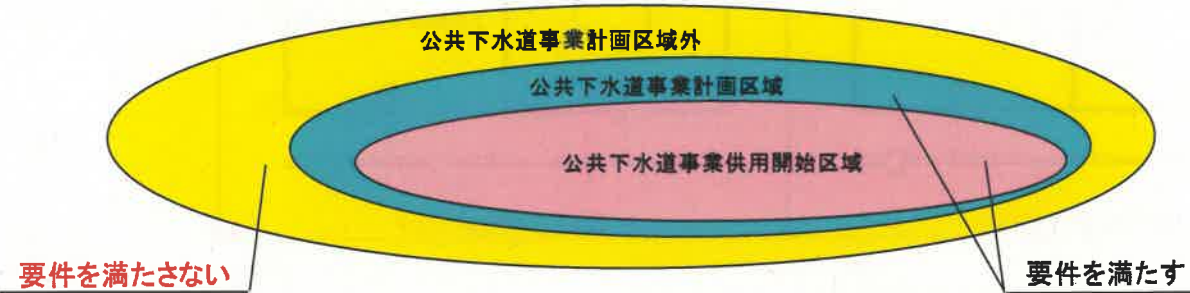 公共下水道事業計画区域外
公共下水道事業計画区域
公共下水道事業供用開始区域
要件を満たさない
要件を満たす